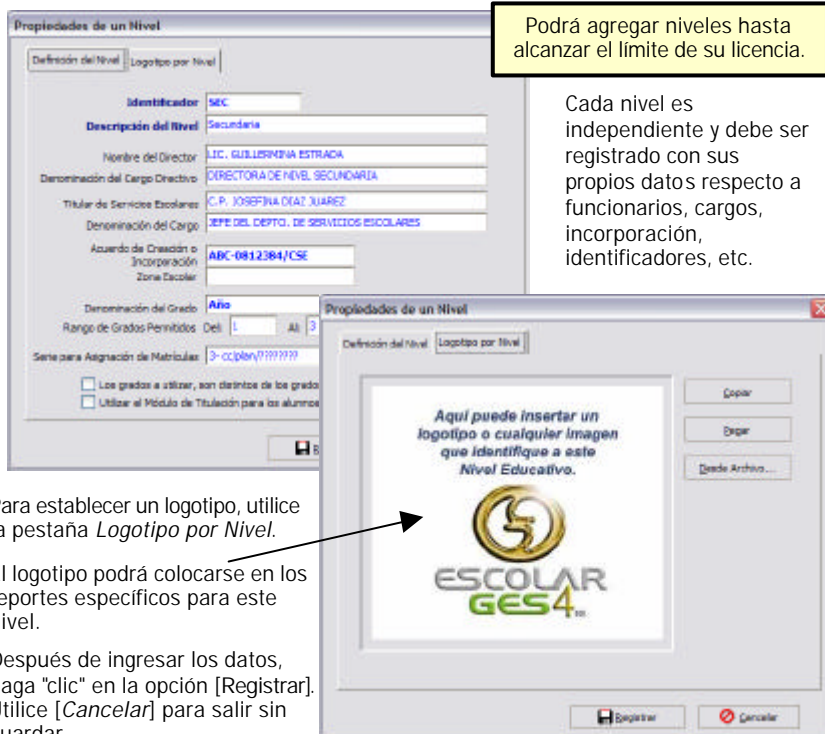 Propiedades de un Nivel
Definición del Nivel
Logotipo por Nivel
Identificador SEC
Descripción del Nivel Secundaria
Nombre del Director LIC. GUILLERMINA ESTRADA
Denominación del Cargo Directivo DIRECTORA DE NIVEL SECUNDARIA
Titular de Servicios Escolares C.P. JOSEFINA DIAZ JUAREZ
Denominación del Cargo JEFE DEL DEPTO. DE SERVICIOS ESCOLARES
Acuerdo de Creación o
Incorporación ABC-0812384/CSE
Zona Escolar
Denominación del Grado Año
Rango de Grados Permitidos Del: 1 Al: 3
Serie para Asignación de Matrículas 3-cc/plan/????????
Los grados a utilizar, son distintos de los grado
Utilizar el Módulo de Titulación para los alumno
Podrá agregar niveles hasta
alcanzar el límite de su licencia.
Cada nivel es
independiente y debe ser
registrado con sus
propios datos respecto a
funcionarios, cargos,
incorporación,
identificadores, etc.
Propiedades de un Nivel
Definición del Nivel
Logotipo por Nivel
Aquí puede insertar un
logotipo o cualquier imagen
que identifique a este
Nivel Educativo.
ESCOLAR
GES4
Copiar
Pegar
Desde Archivo...
Registrar
Cancelar
ara establecer un logotipo, utilice
a pestaña Logotipo por Nivel.
l logotipo podrá colocarse en los
eportes específicos para este
ivel.
Después de ingresar los datos,
aga "clic" en la opción [Registrar].
tilice [Cancelar] para salir sin
uardar